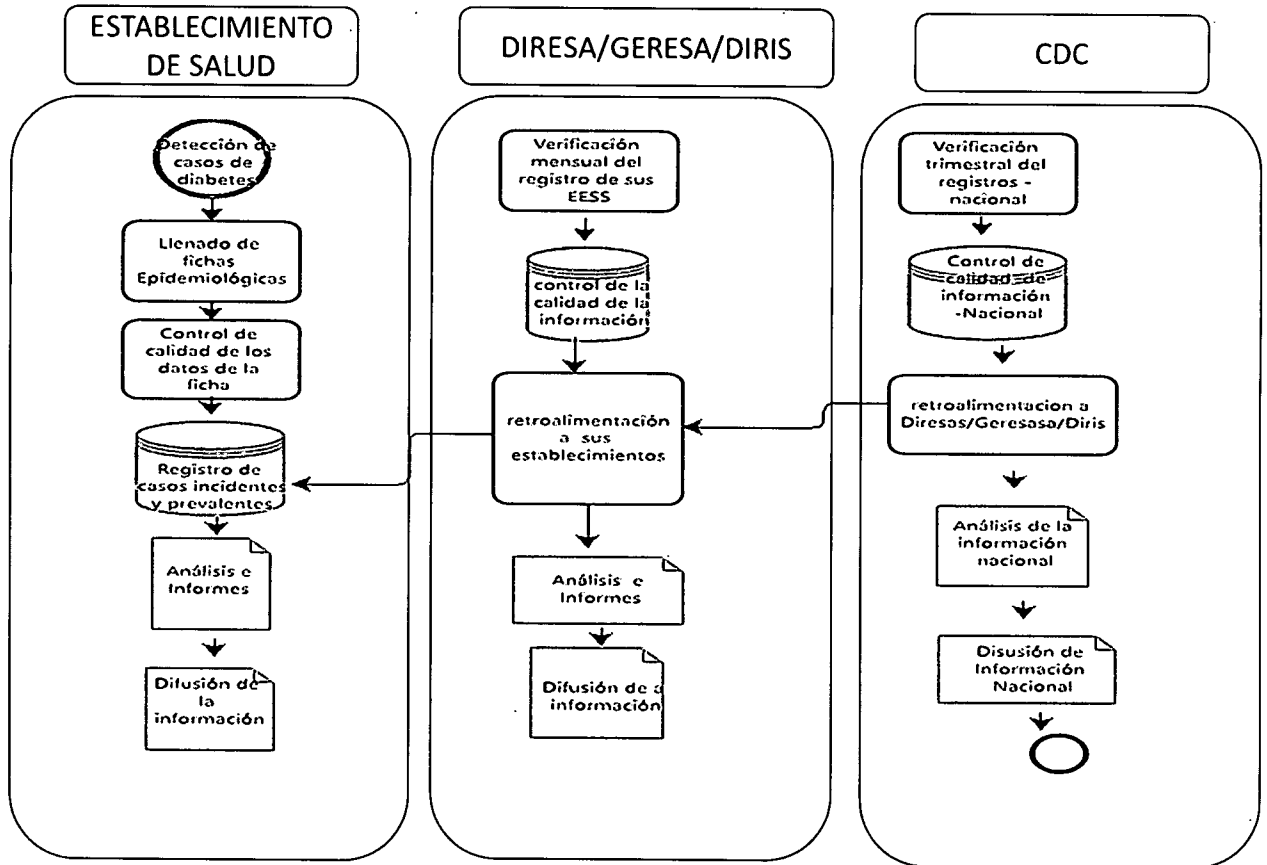 ESTABLECIMIENTO
DE SALUD
Detección de
casos de
diabetes
Llenado de
fichas
Epidemiológicas
Control de
calidad de los
datos de la
ficha
Registro de
casos incidentes
y prevalentes
Análisis e
Informes
Difusión de
la
información
DIRESA/GERESA/DIRIS
Verificación
mensual del
registro de sus
EESS
control de la
calidad de la
información
retroalimentación
a sus
establecimientos
Análisis e
Informes
Difusión de a
información
CDC
Verificación
trimestral del
registros -
nacional
Control de
calidad de
información
-Nacional
retroalimentacion a
Diresas/Geresasa/Diris
Análisis de la
información
nacional
Disusión de
Información
Nacional